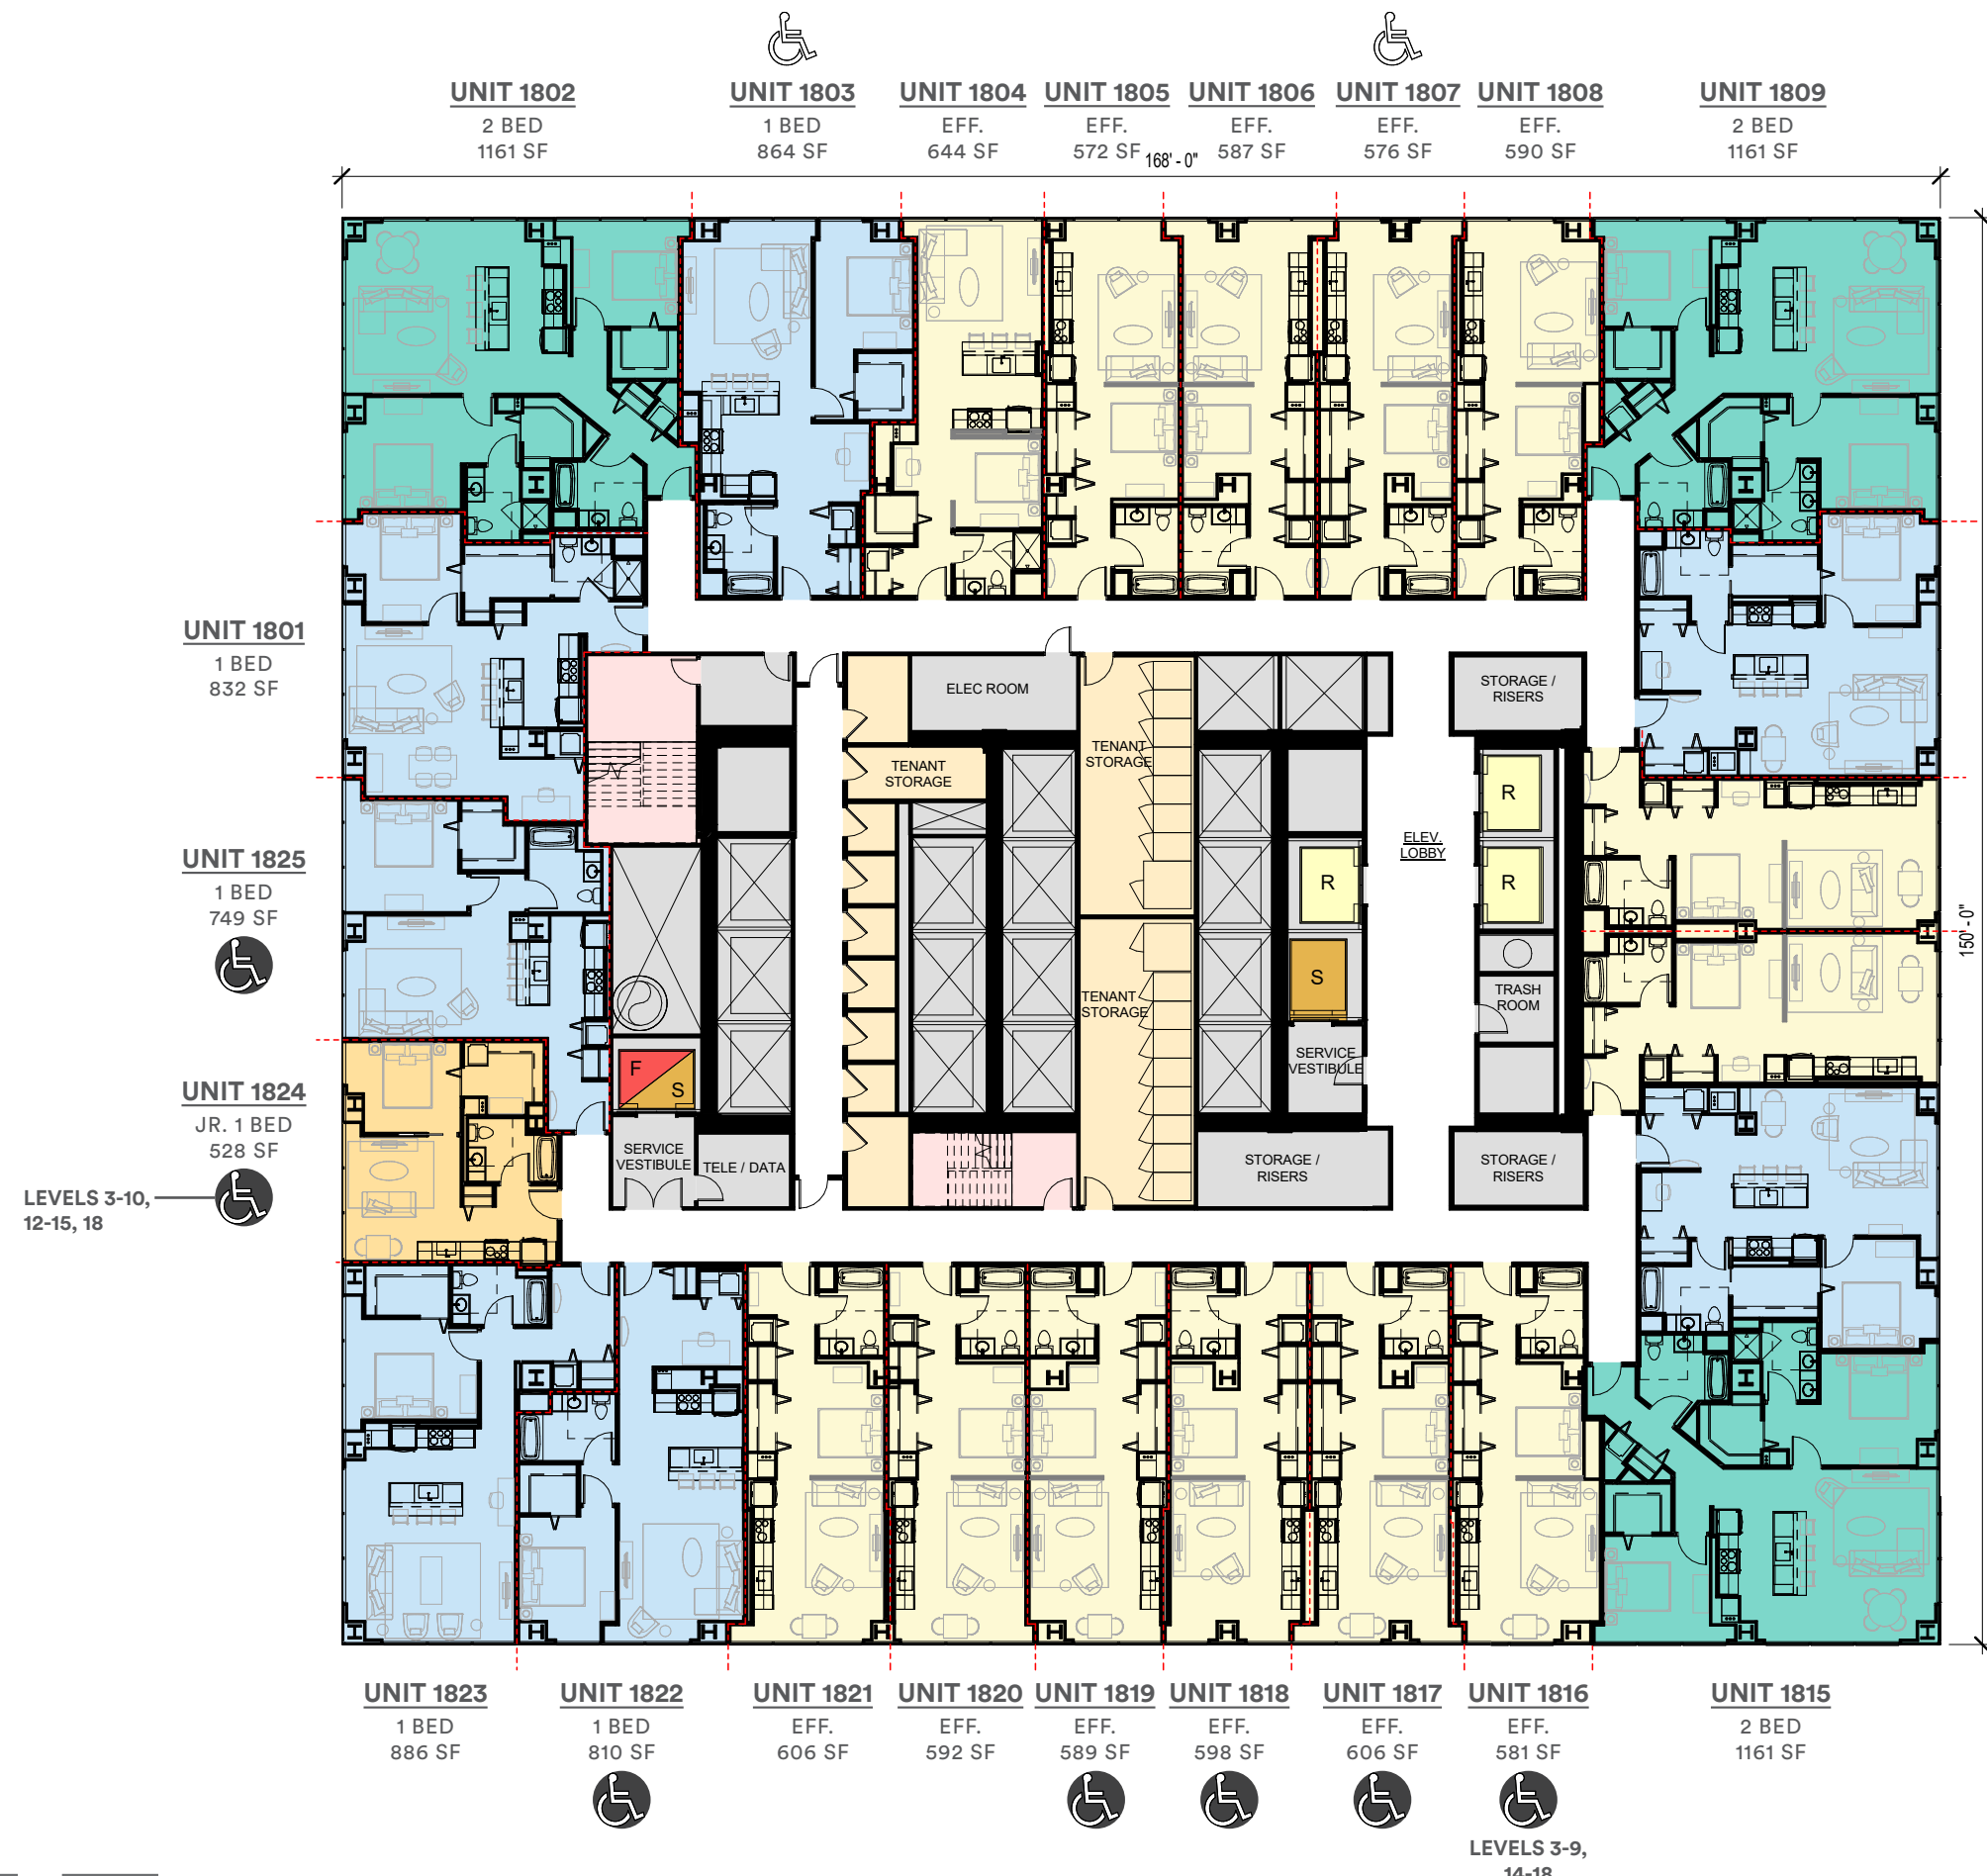 UNIT 1802
2 BED
1161 SF
UNIT 1803
1 BED
864 SF
UNIT 1804
EFF.
644 SF
UNIT 1805
EFF.
572 SF
UNIT 1806
EFF.
587 SF
UNIT 1807
EFF.
576 SF
UNIT 1808
EFF.
590 SF
UNIT 1809
2 BED
1161 SF
168' - 0"
150' - 0"
UNIT 1801
1 BED
832 SF
UNIT 1825
1 BED
749 SF
UNIT 1824
JR. 1 BED
528 SF
LEVELS 3-10,
12-15, 18
ELEC ROOM
STORAGE /
RISERS
TENANT
STORAGE
TENANT
STORAGE
R
ELEV.
LOBBY
R
R
S
TRASH
ROOM
TENANT
STORAGE
SERVICE
VESTIBULE
F
S
SERVICE
VESTIBULE
TELE / DATA
STORAGE /
RISERS
STORAGE /
RISERS
UNIT 1823
1 BED
886 SF
UNIT 1822
1 BED
810 SF
UNIT 1821
EFF.
606 SF
UNIT 1820
EFF.
592 SF
UNIT 1819
EFF.
589 SF
UNIT 1818
EFF.
598 SF
UNIT 1817
EFF.
606 SF
UNIT 1816
EFF.
581 SF
LEVELS 3-9,
14-18
UNIT 1815
2 BED
1161 SF